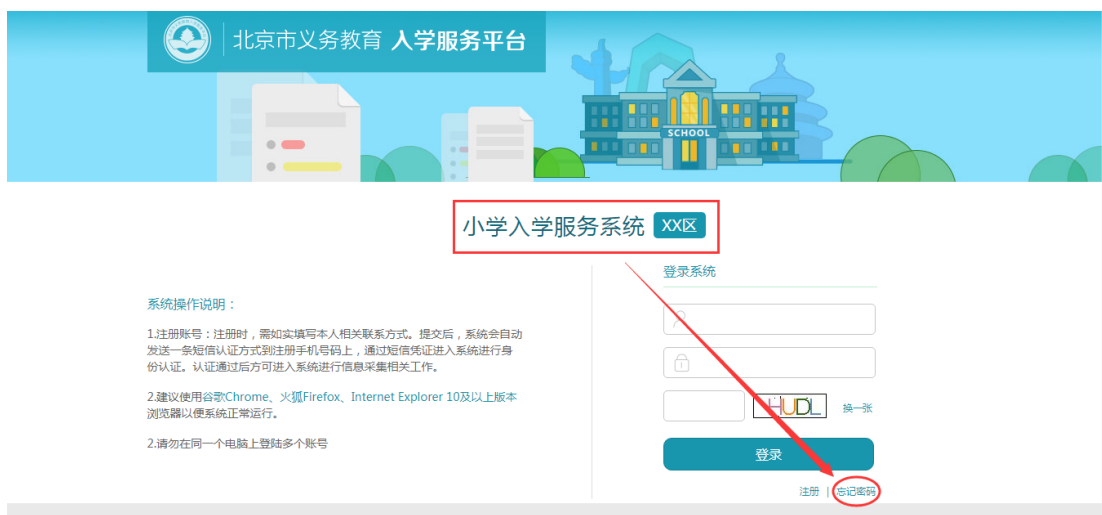 北京市义务教育 入学服务平台
SCHOOL
小学入学服务系统 XX区
登录系统
系统操作说明：
1.注册账号：注册时，需如实填写本人相关联系方式。提交后，系统会自动
发送一条短信认证方式到注册手机号码上，通过短信凭证进入系统进行身
份认证。认证通过后方可进入系统进行信息采集相关工作。
2.建议使用谷歌Chrome、火狐Firefox、Internet Explorer 10及以上版本
浏览器以便系统正常运行。
2.请勿在同一个电脑上登陆多个账号
HUDL 换一张
登录
注册 | 忘记密码